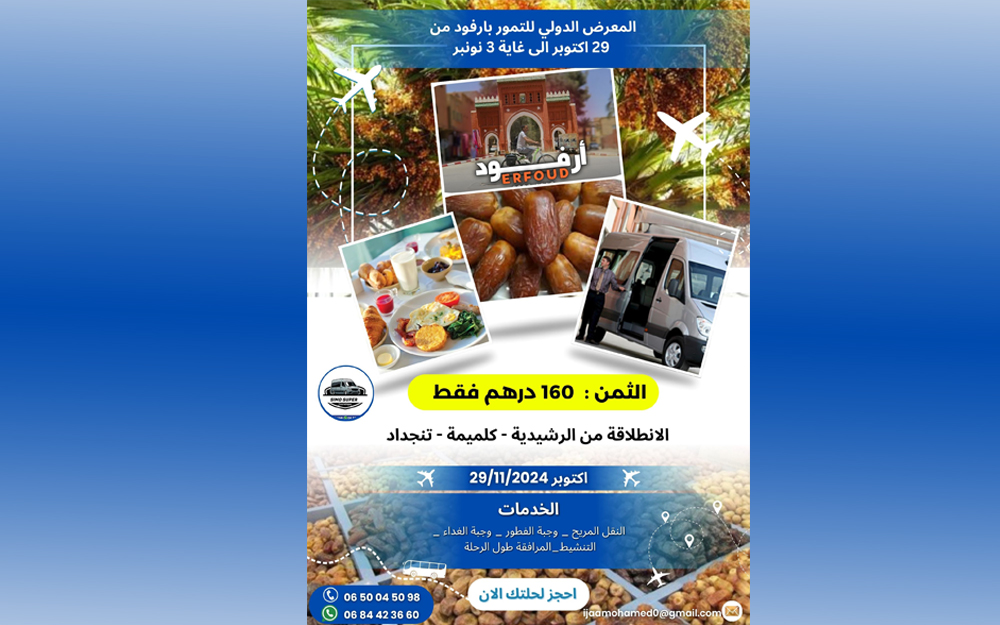 المعرض الدولي للتمور بارفود من
29 اكتوبر الى غاية 3 نونبر
أرفود
ERFOUD
الثمن : 160 درهم فقط
SIMO SUPER
الانطلاقة من الرشيدية - كلميمة - تنجداد
اكتوبر 29/11/2024
الخدمات
النقل المريح _ وجبة الفطور _ وجبة الغداء _
التنشيط_المرافقة طول الرحلة
احجز لحلتك الان
06 50 04 50 98
06 84 42 36 60
ijaamohamed0@gmail.com